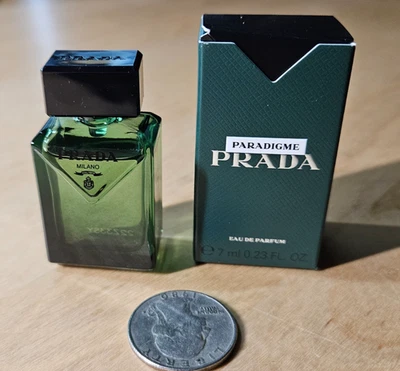 PRADA
PRADA
MILANO
PARADIGME
PRADA
EAU DE PARFUM
℮ 7 ml 0.23 FL. OZ
LIBERTY